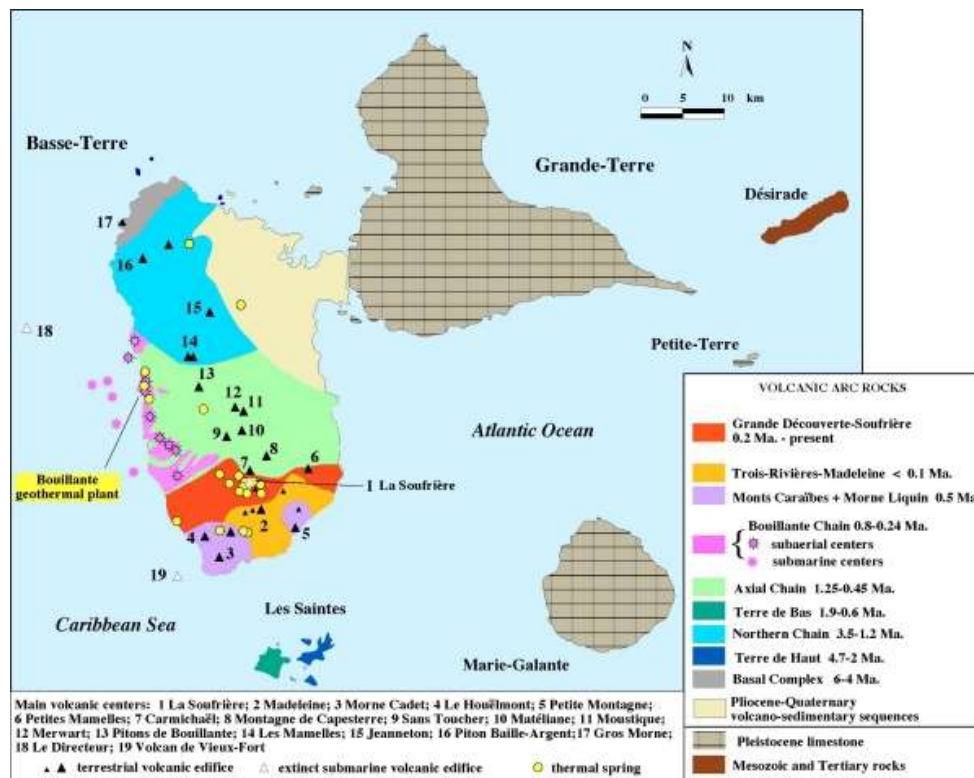 N
0 5 10 km
Basse-Terre
Grande-Terre
Désirade
17
16
15
18
14
Petite-Terre
13
12
11
10
9
8
7
6
Atlantic Ocean
Bouillante
geothermal plant
1 La Soufrière
2
5
4
3
19
Les Saintes
Caribbean Sea
Marie-Galante
VOLCANIC ARC ROCKS
Grande Découverte-Soufrière
0.2 Ma. - present
Trois-Rivières-Madeleine < 0.1 Ma.
Monts Caraïbes + Morne Liquin 0.5 Ma
Bouillante Chain 0.8-0.24 Ma.
subaerial centers
submarine centers
Axial Chain 1.25-0.45 Ma.
Terre de Bas 1.9-0.6 Ma.
Northern Chain 3.5-1.2 Ma.
Terre de Haut 4.7-2 Ma.
Basal Complex 6-4 Ma.
Pliocene-Quaternary
volcano-sedimentary sequences
Pleistocene limestone
Mesozoic and Tertiary rocks
Main volcanic centers: 1 La Soufrière; 2 Madeleine; 3 Morne Cadet; 4 Le Houëlmont; 5 Petite Montagne;
6 Petites Mamelles; 7 Carmichaël; 8 Montagne de Capesterre; 9 Sans Toucher; 10 Matéliane; 11 Moustique;
12 Merwart; 13 Pitons de Bouillante; 14 Les Mamelles; 15 Jeanneton; 16 Piton Baille-Argent;17 Gros Morne;
18 Le Directeur; 19 Volcan de Vieux-Fort
terrestrial volcanic edifice extinct submarine volcanic edifice thermal spring